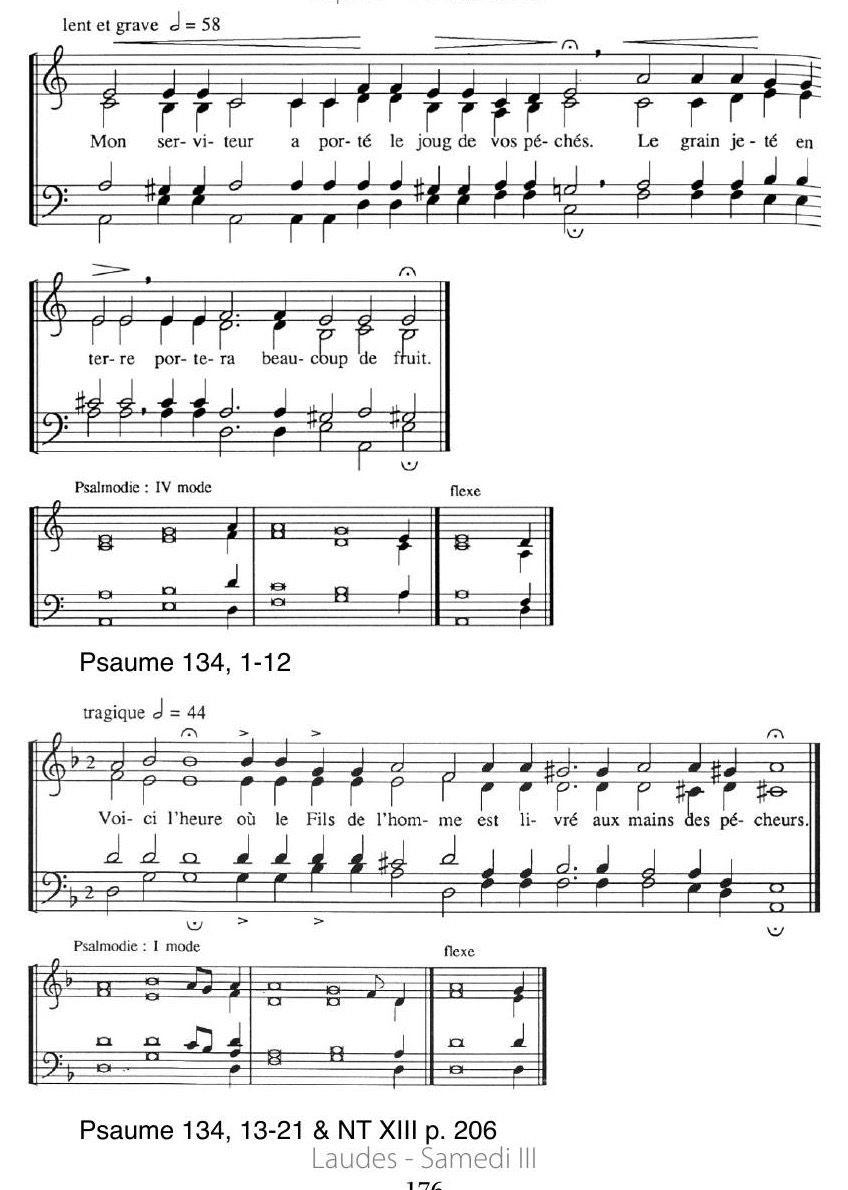 lent et grave = 58
Mon ser- vi- teur a por- té le joug de vos pé- chés. Le grain je- té en
ter- re por- te- ra beau- coup de fruit.
Psalmodie : IV mode flexe
Psaume 134, 1-12
tragique = 44
2 Voi- ci l'heure où le Fils de l'hom- me est li- vré aux mains des pé- cheurs.
2
Psalmodie : I mode flexe
Psaume 134, 13-21 & NT XIII p. 206
Laudes - Samedi III
176